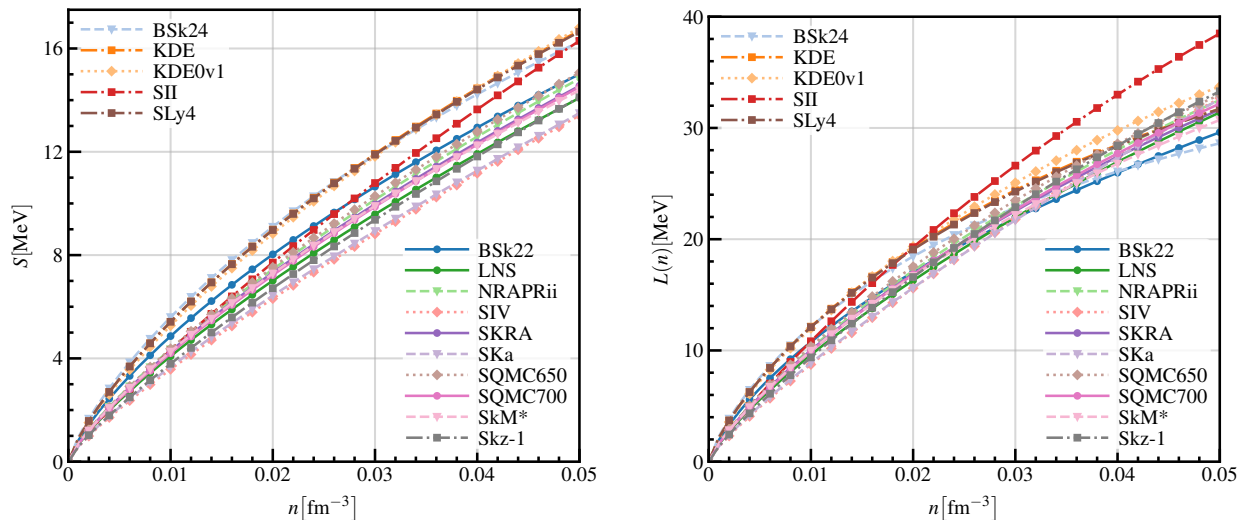 16
12
8
4
0
S[MeV]
BSk24
KDE
KDE0v1
SII
SLy4
BSk22
LNS
NRAPRii
SIV
SKRA
SKa
SQMC650
SQMC700
SkM*
Skz-1
0 0.01 0.02 0.03 0.04 0.05
n[fm⁻³]
40
30
20
10
0
L(n)[MeV]
BSk24
KDE
KDE0v1
SII
SLy4
BSk22
LNS
NRAPRii
SIV
SKRA
SKa
SQMC650
SQMC700
SkM*
Skz-1
0 0.01 0.02 0.03 0.04 0.05
n[fm⁻³]